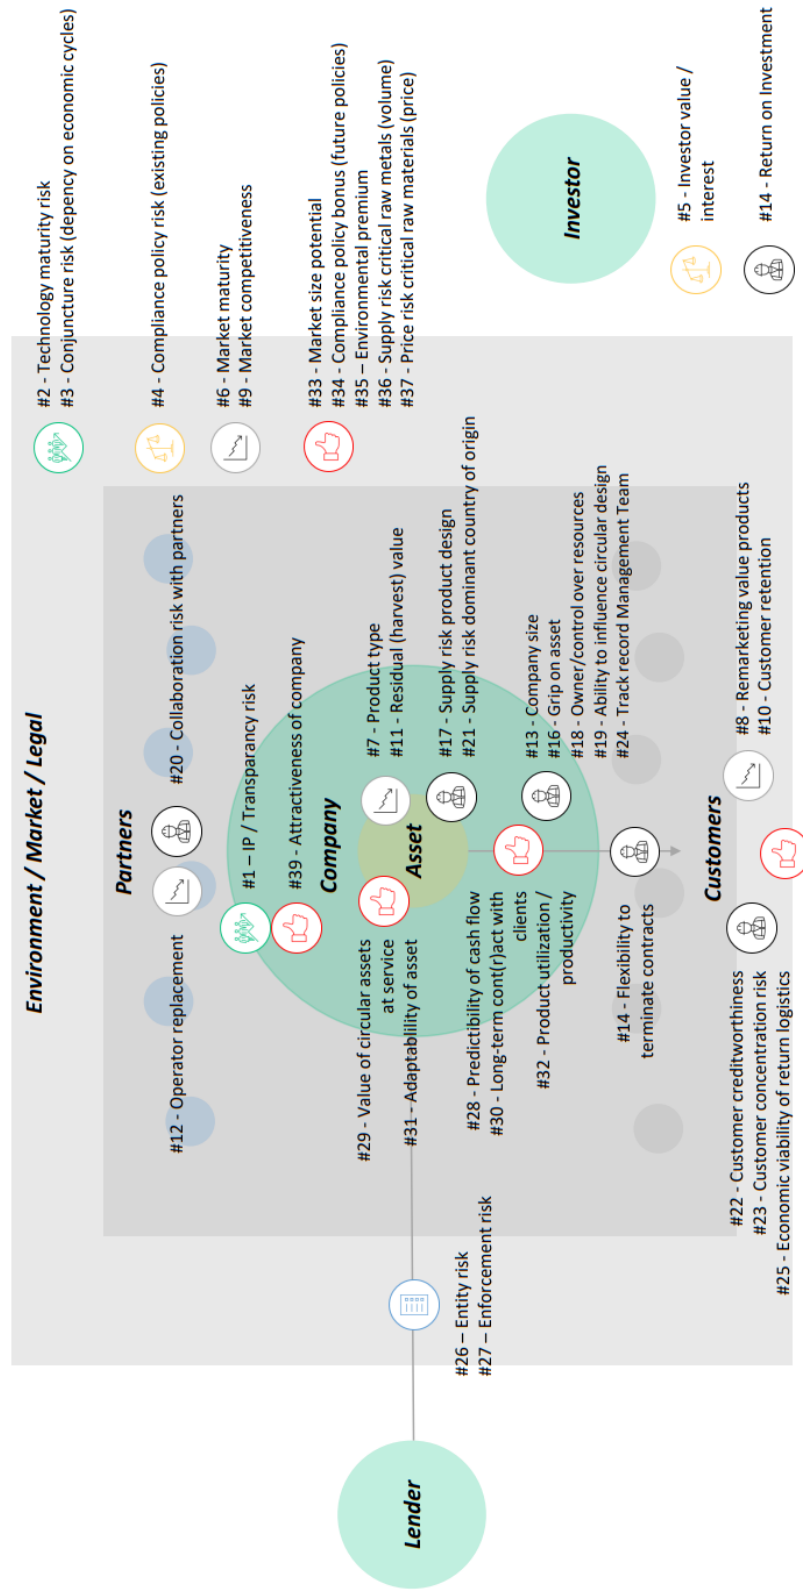 Environment / Market / Legal
#2 - Technology maturity risk
#3 - Conjuncture risk (depency on economic cycles)
#4 - Compliance policy risk (existing policies)
#6 - Market maturity
#9 - Market competitiveness
#33 - Market size potential
#34 - Compliance policy bonus (future policies)
#35 – Environmental premium
#36 - Supply risk critical raw metals (volume)
#37 - Price risk critical raw materials (price)
Partners
#12 - Operator replacement
#20 - Collaboration risk with partners
#1 – IP / Transparancy risk
#39 - Attractiveness of company
Company
#29 - Value of circular assets
at service
#31 - Adaptablility of asset
Asset
#7 - Product type
#11 - Residual (harvest) value
#17 - Supply risk product design
#21 - Supply risk dominant country of origin
#28 - Predictibility of cash flow
#30 - Long-term cont(r)act with
clients
#32 - Product utilization /
productivity
#13 - Company size
#16 - Grip on asset
#18 - Owner/control over resources
#19 - Ability to influence circular design
#24 - Track record Management Team
#14 - Flexibility to
terminate contracts
Customers
#22 - Customer creditworthiness
#23 - Customer concentration risk
#25 - Economic viability of return logistics
#8 - Remarketing value products
#10 - Customer retention
Lender
#26 – Entity risk
#27 – Enforcement risk
Investor
#5 - Investor value /
interest
#14 - Return on Investment